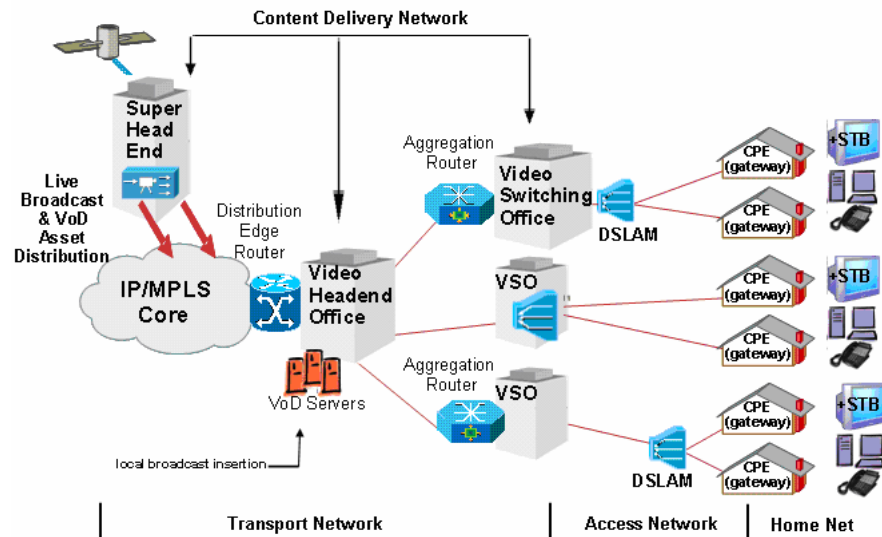 Content Delivery Network
Super
Head
End
Live
Broadcast
& VoD
Asset
Distribution
Distribution
Edge
Router
IP/MPLS
Core
Video
Headend
Office
VoD Servers
local broadcast insertion
Aggregation
Router
Video
Switching
Office
DSLAM
VSO
Aggregation
Router
VSO
DSLAM
CPE
(gateway)
+STB
CPE
(gateway)
CPE
(gateway)
+STB
CPE
(gateway)
CPE
(gateway)
+STB
CPE
(gateway)
Transport Network
Access Network
Home Net